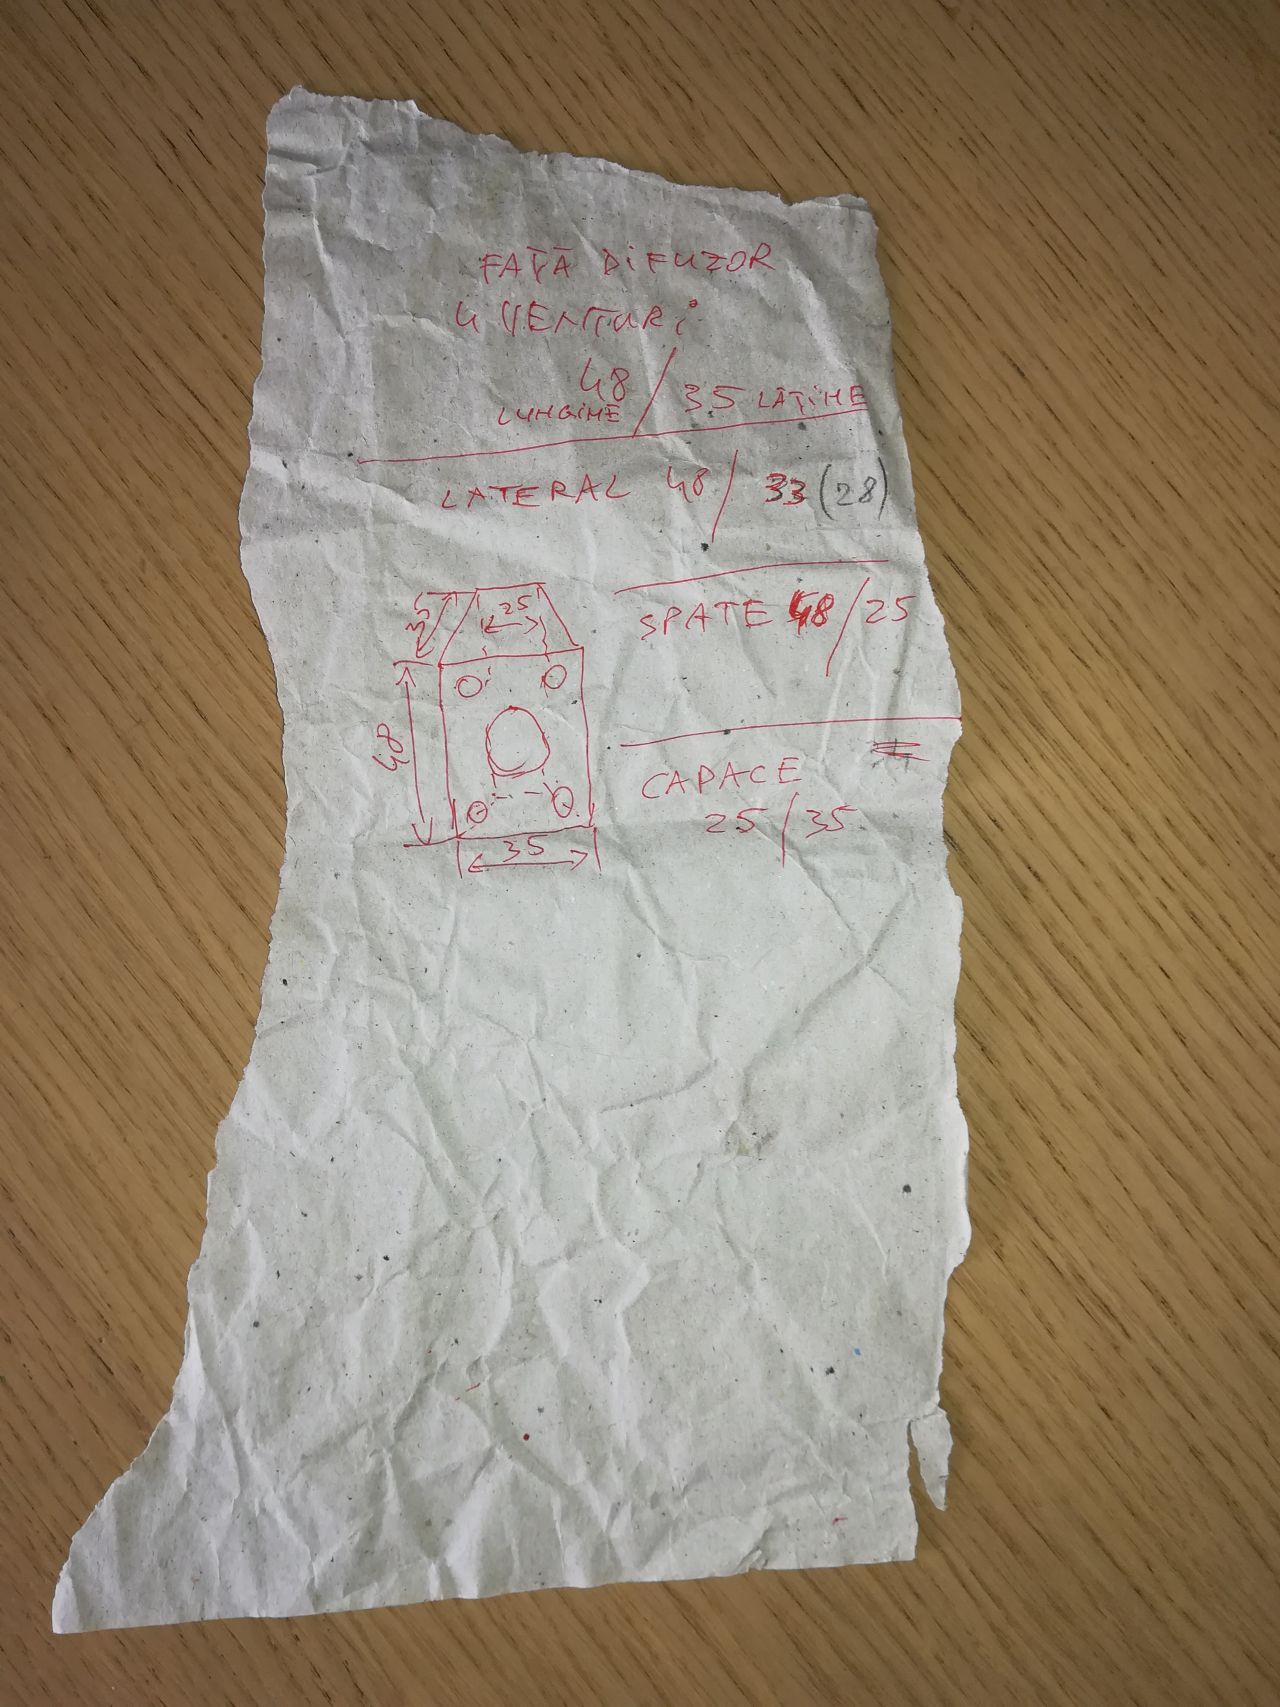 FAȚĂ DIFUZOR
4 VENTURI
48 / 35 LĂȚIME
LUNGIME
LATERAL 48 / 33 (28)
SPATE 48 / 25
25
48
35
CAPACE
25 / 35